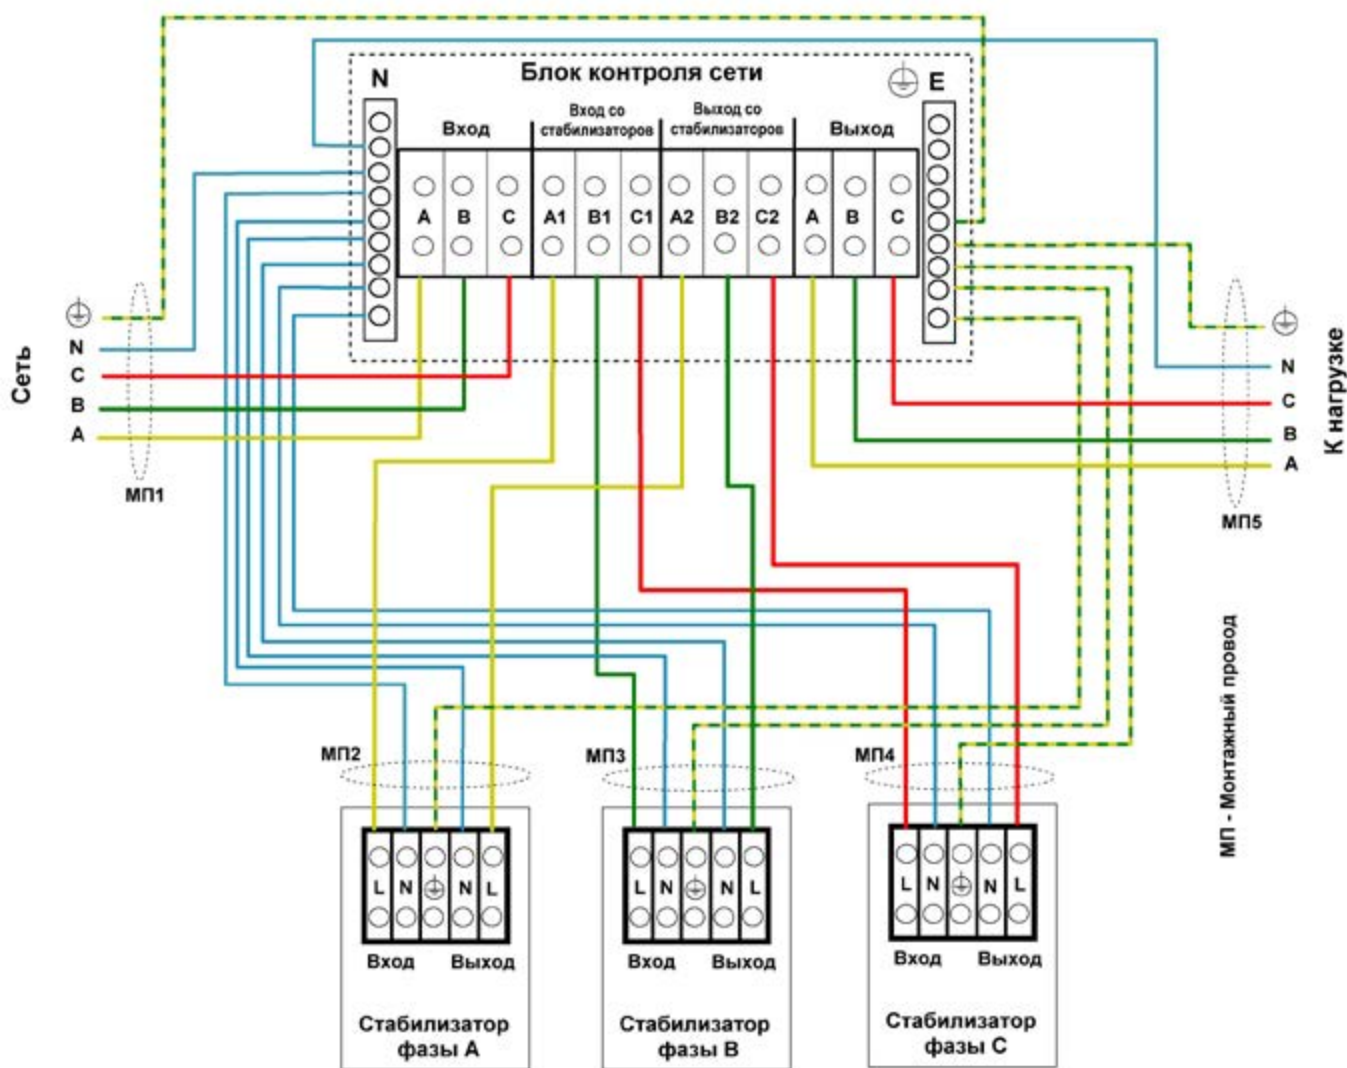 Блок контроля сети
N
E
Вход
Вход со
стабилизаторов
Выход со
стабилизаторов
Выход
A B C A1 B1 C1 A2 B2 C2 A B C
Сеть
N
C
B
A
МП1
К нагрузке
N
C
B
A
МП5
МП - Монтажный провод
МП2
МП3
МП4
L N N L
L N N L
L N N L
Вход Выход
Вход Выход
Вход Выход
Стабилизатор
фазы A
Стабилизатор
фазы B
Стабилизатор
фазы C